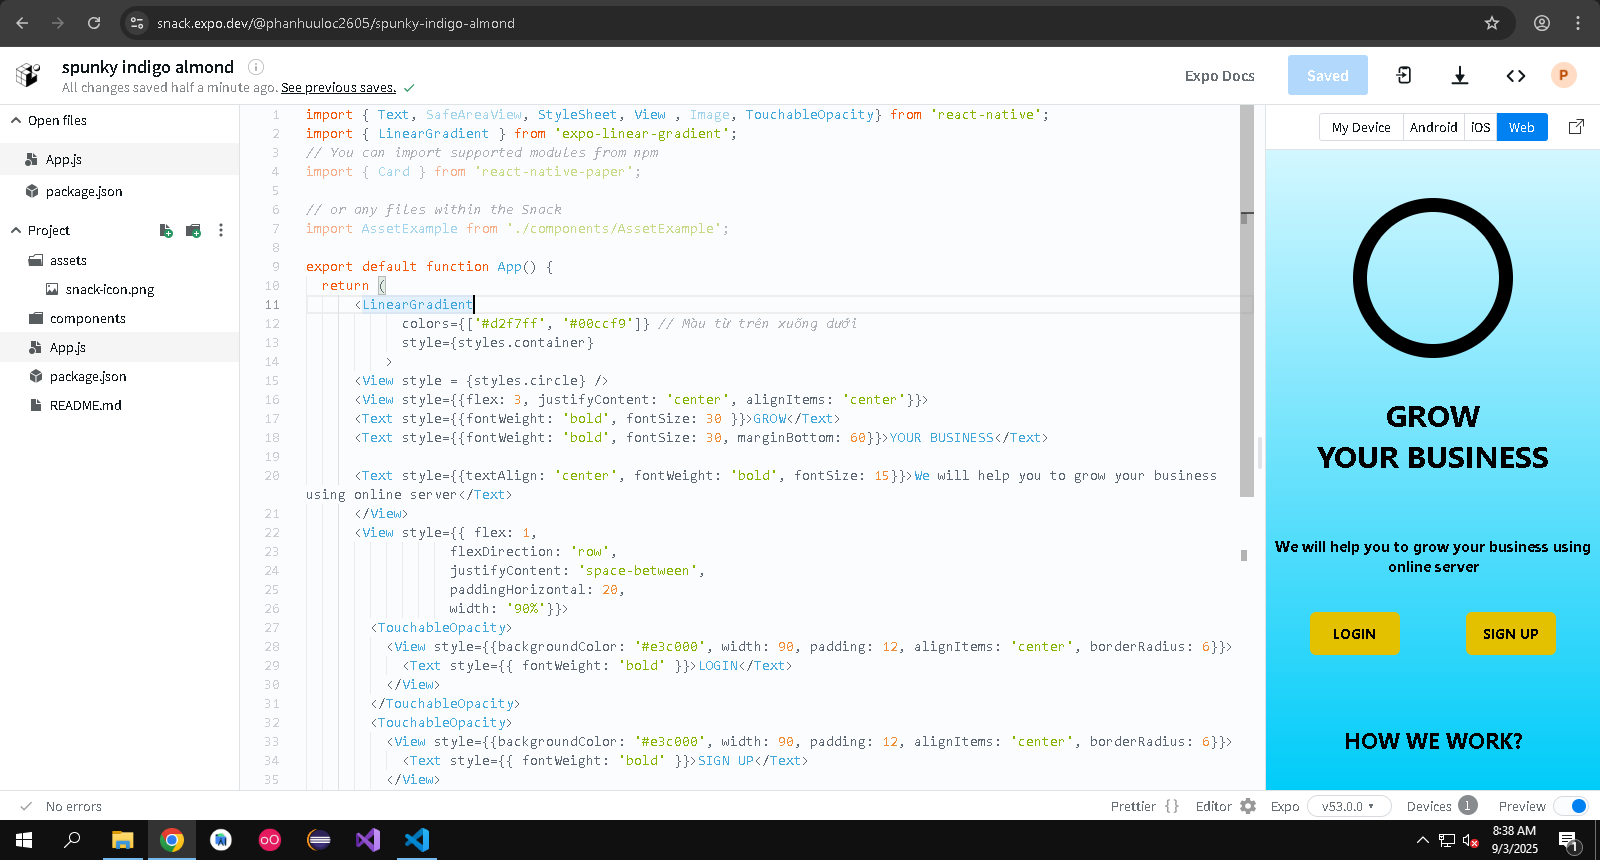 snack.expo.dev/@phanhuuloc2605/spunky-indigo-almond
spunky indigo almond
All changes saved half a minute ago. See previous saves.
Expo Docs
Saved
P
Open files
App.js
package.json
Project
assets
snack-icon.png
components
App.js
package.json
README.md
1 import { Text, SafeAreaView, StyleSheet, View , Image, TouchableOpacity} from 'react-native';
2 import { LinearGradient } from 'expo-linear-gradient';
3 // You can import supported modules from npm
4 import { Card } from 'react-native-paper';
5
6 // or any files within the Snack
7 import AssetExample from './components/AssetExample';
8
9 export default function App() {
10 return (
11 <LinearGradient
12 colors={['#d2f7ff', '#00ccf9']} // Màu từ trên xuống dưới
13 style={styles.container}
14 >
15 <View style = {styles.circle} />
16 <View style={{flex: 3, justifyContent: 'center', alignItems: 'center'}}>
17 <Text style={{fontWeight: 'bold', fontSize: 30 }}>GROW</Text>
18 <Text style={{fontWeight: 'bold', fontSize: 30, marginBottom: 60}}>YOUR BUSINESS</Text>
19
20 <Text style={{textAlign: 'center', fontWeight: 'bold', fontSize: 15}}>We will help you to grow your business
using online server</Text>
21 </View>
22 <View style={{ flex: 1,
23 flexDirection: 'row',
24 justifyContent: 'space-between',
25 paddingHorizontal: 20,
26 width: '90%'}}>
27 <TouchableOpacity>
28 <View style={{backgroundColor: '#e3c000', width: 90, padding: 12, alignItems: 'center', borderRadius: 6}}>
29 <Text style={{ fontWeight: 'bold' }}>LOGIN</Text>
30 </View>
31 </TouchableOpacity>
32 <TouchableOpacity>
33 <View style={{backgroundColor: '#e3c000', width: 90, padding: 12, alignItems: 'center', borderRadius: 6}}>
34 <Text style={{ fontWeight: 'bold' }}>SIGN UP</Text>
35 </View>
My Device
Android
iOS
Web
GROW
YOUR BUSINESS
We will help you to grow your business using
online server
LOGIN
SIGN UP
HOW WE WORK?
No errors
Prettier { }
Editor
Expo
v53.0.0
Devices 1
Preview
8:38 AM
9/3/2025
1